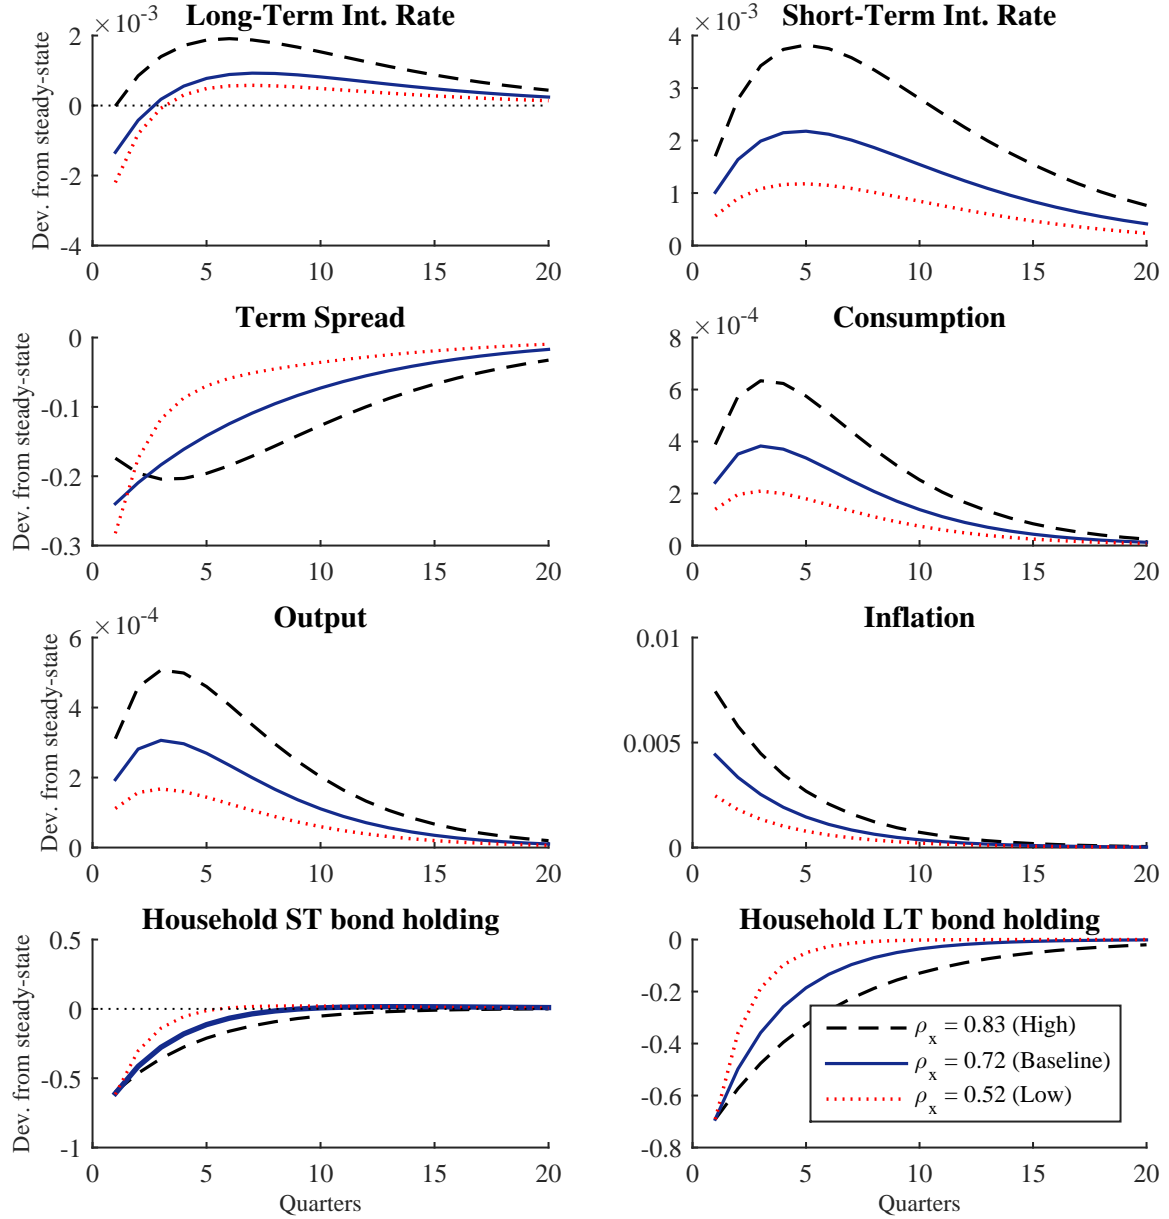 Long-Term Int. Rate
×10⁻³
2
0
-2
-4
0 5 10 15 20
Dev. from steady-state
Short-Term Int. Rate
×10⁻³
4
3
2
1
0
0 5 10 15 20
Term Spread
0
-0.1
-0.2
-0.3
0 5 10 15 20
Dev. from steady-state
Consumption
×10⁻⁴
8
6
4
2
0
0 5 10 15 20
Output
×10⁻⁴
6
4
2
0
0 5 10 15 20
Dev. from steady-state
Inflation
0.01
0.005
0
0 5 10 15 20
Household ST bond holding
0.5
0
-0.5
-1
0 5 10 15 20
Dev. from steady-state
Quarters
Household LT bond holding
0
-0.2
-0.4
-0.6
-0.8
0 5 10 15 20
Quarters
ρx = 0.83 (High)
ρx = 0.72 (Baseline)
ρx = 0.52 (Low)